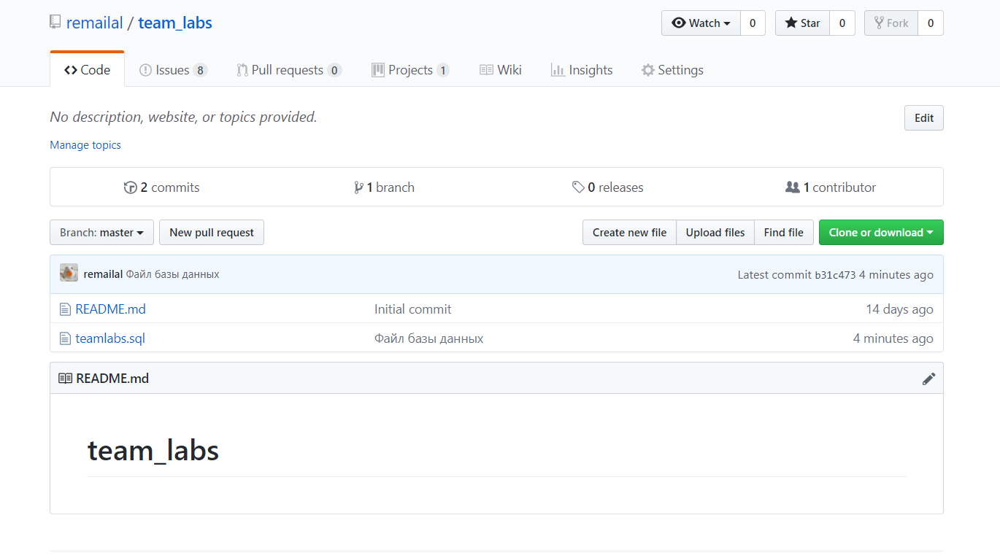 remailal / team_labs
Watch 0 Star 0 Fork 0
Code Issues 8 Pull requests 0 Projects 1 Wiki Insights Settings
No description, website, or topics provided. Edit
Manage topics
2 commits 1 branch 0 releases 1 contributor
Branch: master New pull request Create new file Upload files Find file Clone or download
remailal Файл базы данных Latest commit b31c473 4 minutes ago
README.md Initial commit 14 days ago
teamlabs.sql Файл базы данных 4 minutes ago
README.md
team_labs